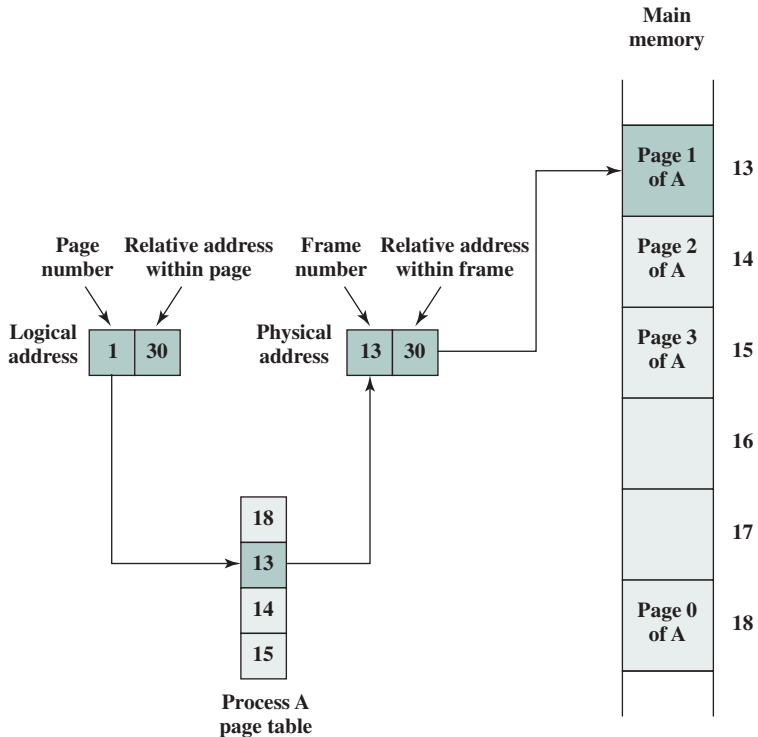 Main
memory
Page 1
of A
13
Page 2
of A
14
Page 3
of A
15
16
17
Page 0
of A
18
Page
number
Relative address
within page
Frame
number
Relative address
within frame
Logical
address
1
30
Physical
address
13
30
18
13
14
15
Process A
page table